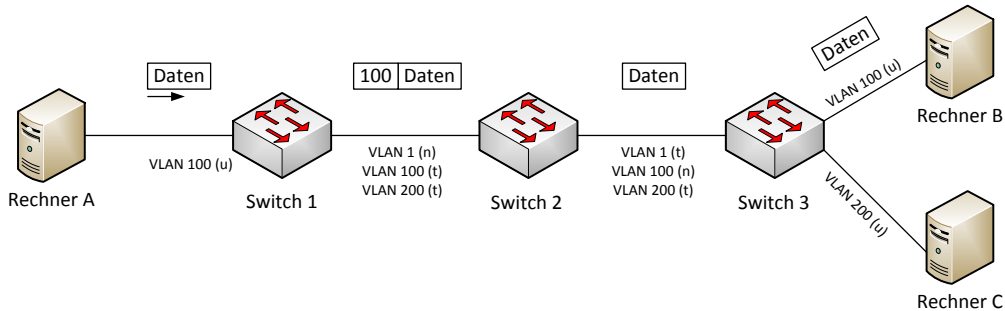 Daten
100 Daten
Daten
Daten
VLAN 100 (u)
Rechner B
VLAN 100 (u)
VLAN 1 (n)
VLAN 100 (t)
VLAN 200 (t)
VLAN 1 (t)
VLAN 100 (n)
VLAN 200 (t)
Rechner A
Switch 1
Switch 2
Switch 3
VLAN 200 (u)
Rechner C